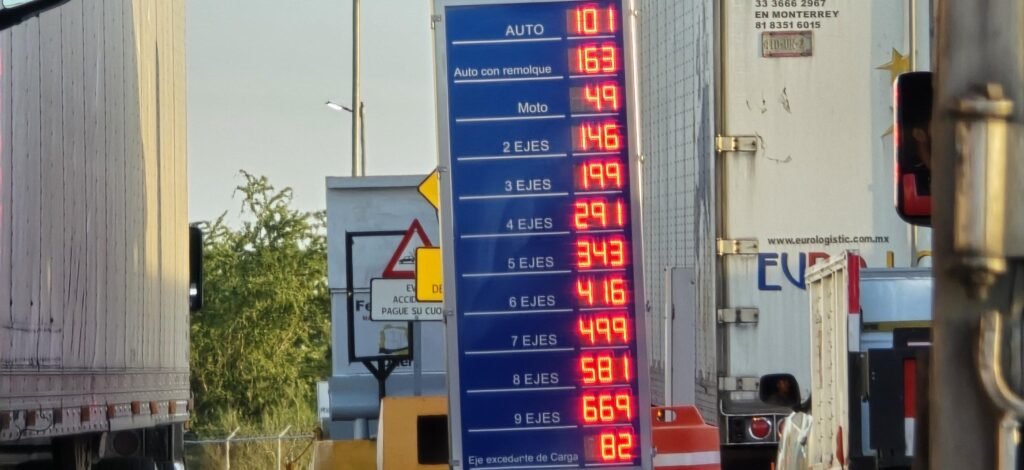 AUTO 101
Auto con remolque 163
Moto 49
2 EJES 146
3 EJES 199
4 EJES 291
5 EJES 343
6 EJES 416
7 EJES 499
8 EJES 581
9 EJES 669
Eje excedente de Carga 82
PAGUE SU
33 3666 2967
EN MONTERREY
81 8351 6015
www.eurologistic.com.mx